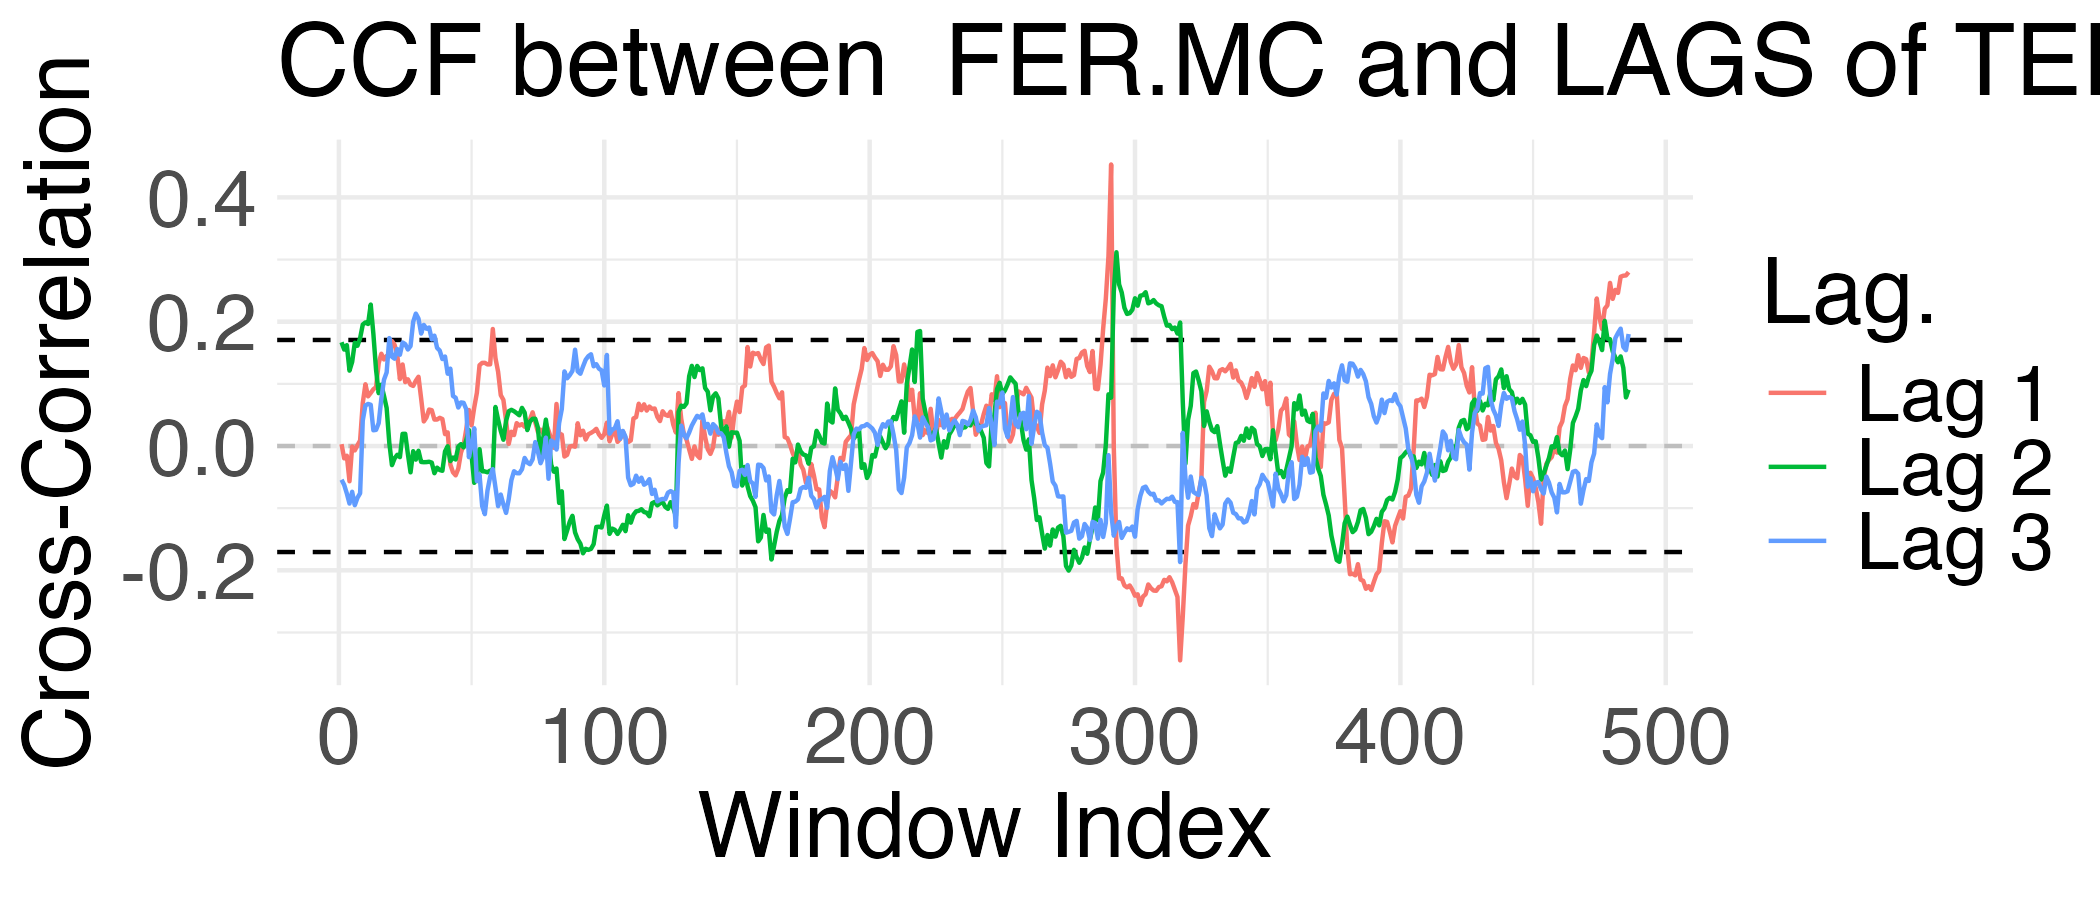 CCF between FER.MC and LAGS of TE
Cross-Correlation
0.4
0.2
0.0
-0.2
0
100
200
300
400
500
Window Index
Lag.
Lag 1
Lag 2
Lag 3